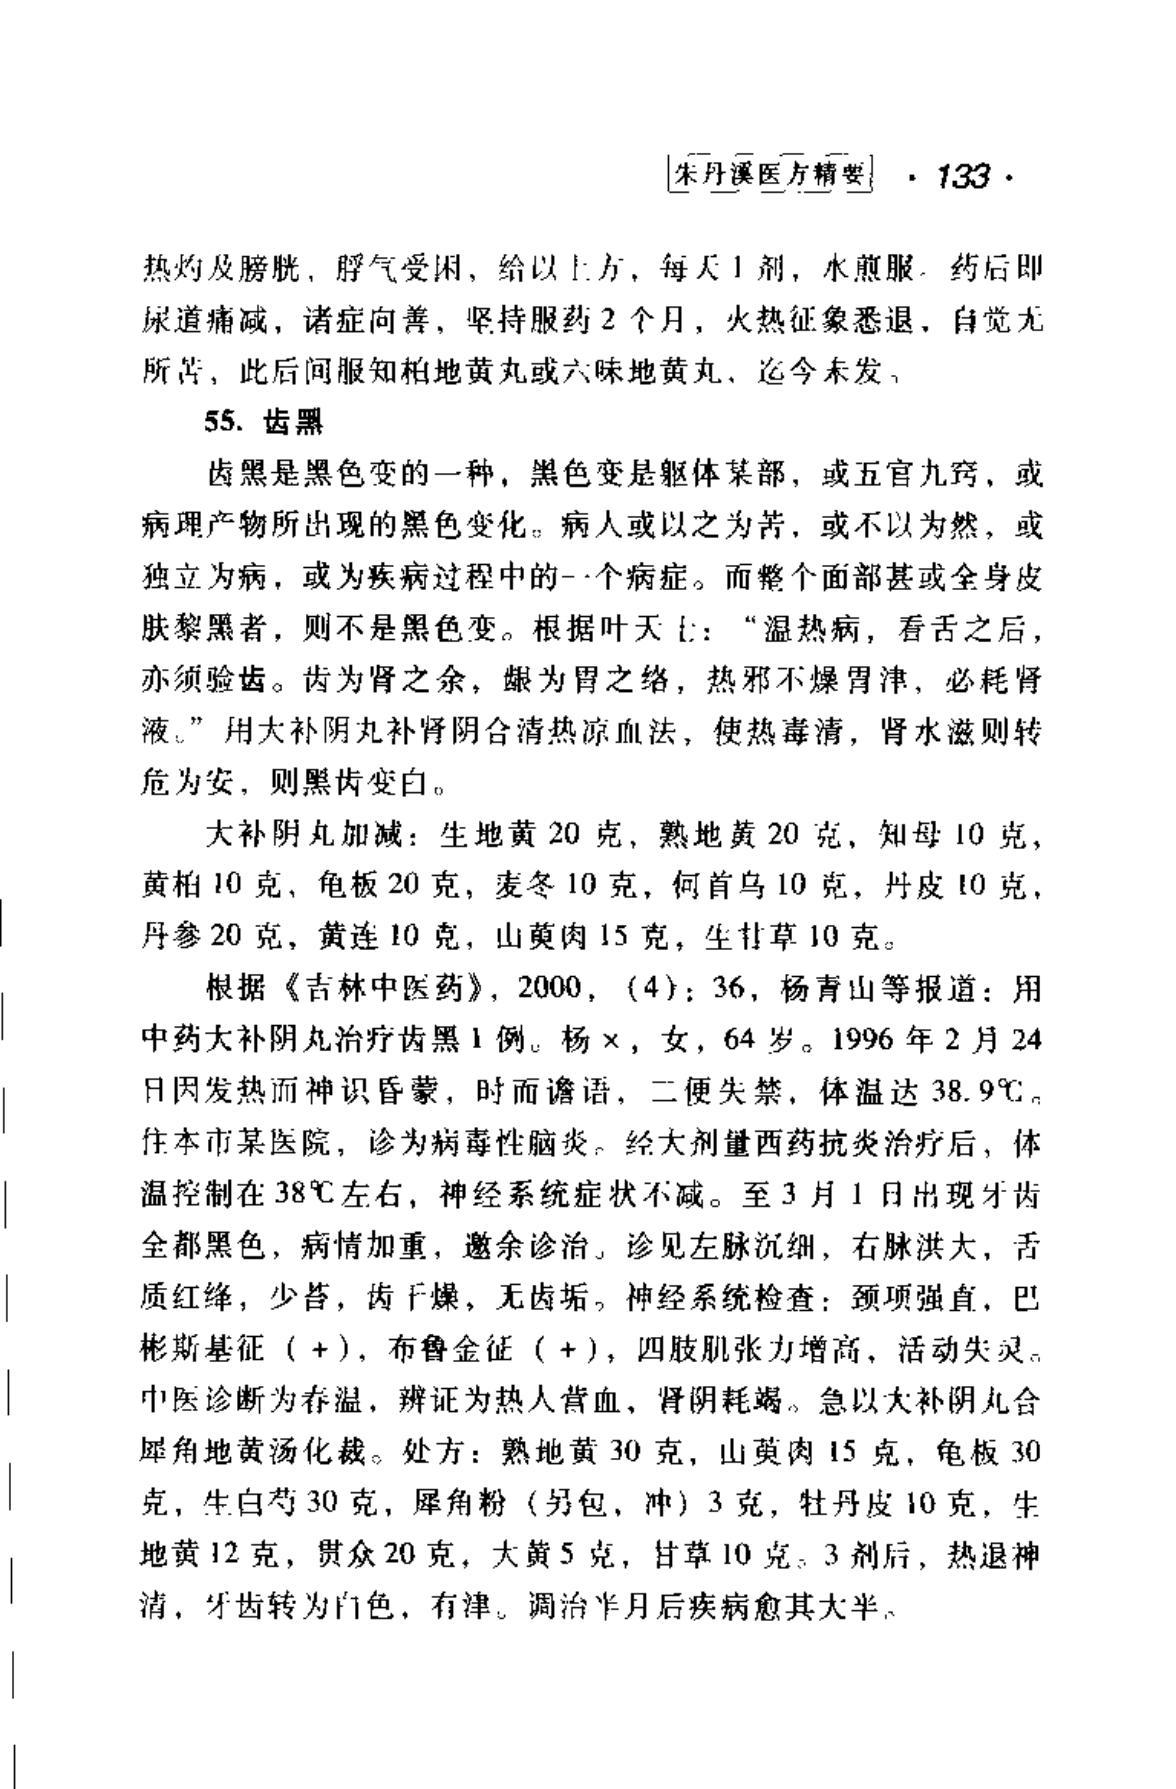 朱丹溪医方精要 · 133 ·
热灼及膀胱，脬气受困，给以上方，每天1剂，水煎服。药后即
尿道痛减，诸症向善，坚持服药2个月，火热征象悉退，自觉无
所苦，此后间服知柏地黄丸或六味地黄丸，迄今未发。
55. 齿黑
齿黑是黑色变的一种，黑色变是躯体某部，或五官九窍，或
病理产物所出现的黑色变化。病人或以之为苦，或不以为然，或
独立为病，或为疾病过程中的一个病症。而整个面部甚或全身皮
肤黎黑者，则不是黑色变。根据叶天士：“温热病，看舌之后，
亦须验齿。齿为肾之余，龈为胃之络，热邪不燥胃津，必耗肾
液。”用大补阴丸补肾阴合清热凉血法，使热毒清，肾水滋则转
危为安，则黑齿变白。
大补阴丸加减：生地黄20克，熟地黄20克，知母10克，
黄柏10克，龟板20克，麦冬10克，何首乌10克，丹皮10克，
丹参20克，黄连10克，山萸肉15克，生甘草10克。
根据《吉林中医药》，2000，（4）：36，杨青山等报道：用
中药大补阴丸治疗齿黑1例。杨×，女，64岁。1996年2月24
日因发热而神识昏蒙，时而谵语，二便失禁，体温达38.9℃。
住本市某医院，诊为病毒性脑炎。经大剂量西药抗炎治疗后，体
温控制在38℃左右，神经系统症状不减。至3月1日出现牙齿
全都黑色，病情加重，邀余诊治。诊见左脉沉细，右脉洪大，舌
质红绛，少苔，齿干燥，无齿垢。神经系统检查：颈项强直，巴
彬斯基征（+），布鲁金征（+），四肢肌张力增高，活动失灵。
中医诊断为春温，辨证为热人营血，肾阴耗竭。急以大补阴丸合
犀角地黄汤化裁。处方：熟地黄30克，山萸肉15克，龟板30
克，生白芍30克，犀角粉（另包，冲）3克，牡丹皮10克，生
地黄12克，贯众20克，大黄5克，甘草10克。3剂后，热退神
清，牙齿转为白色，有津。调治半月后疾病愈其大半。